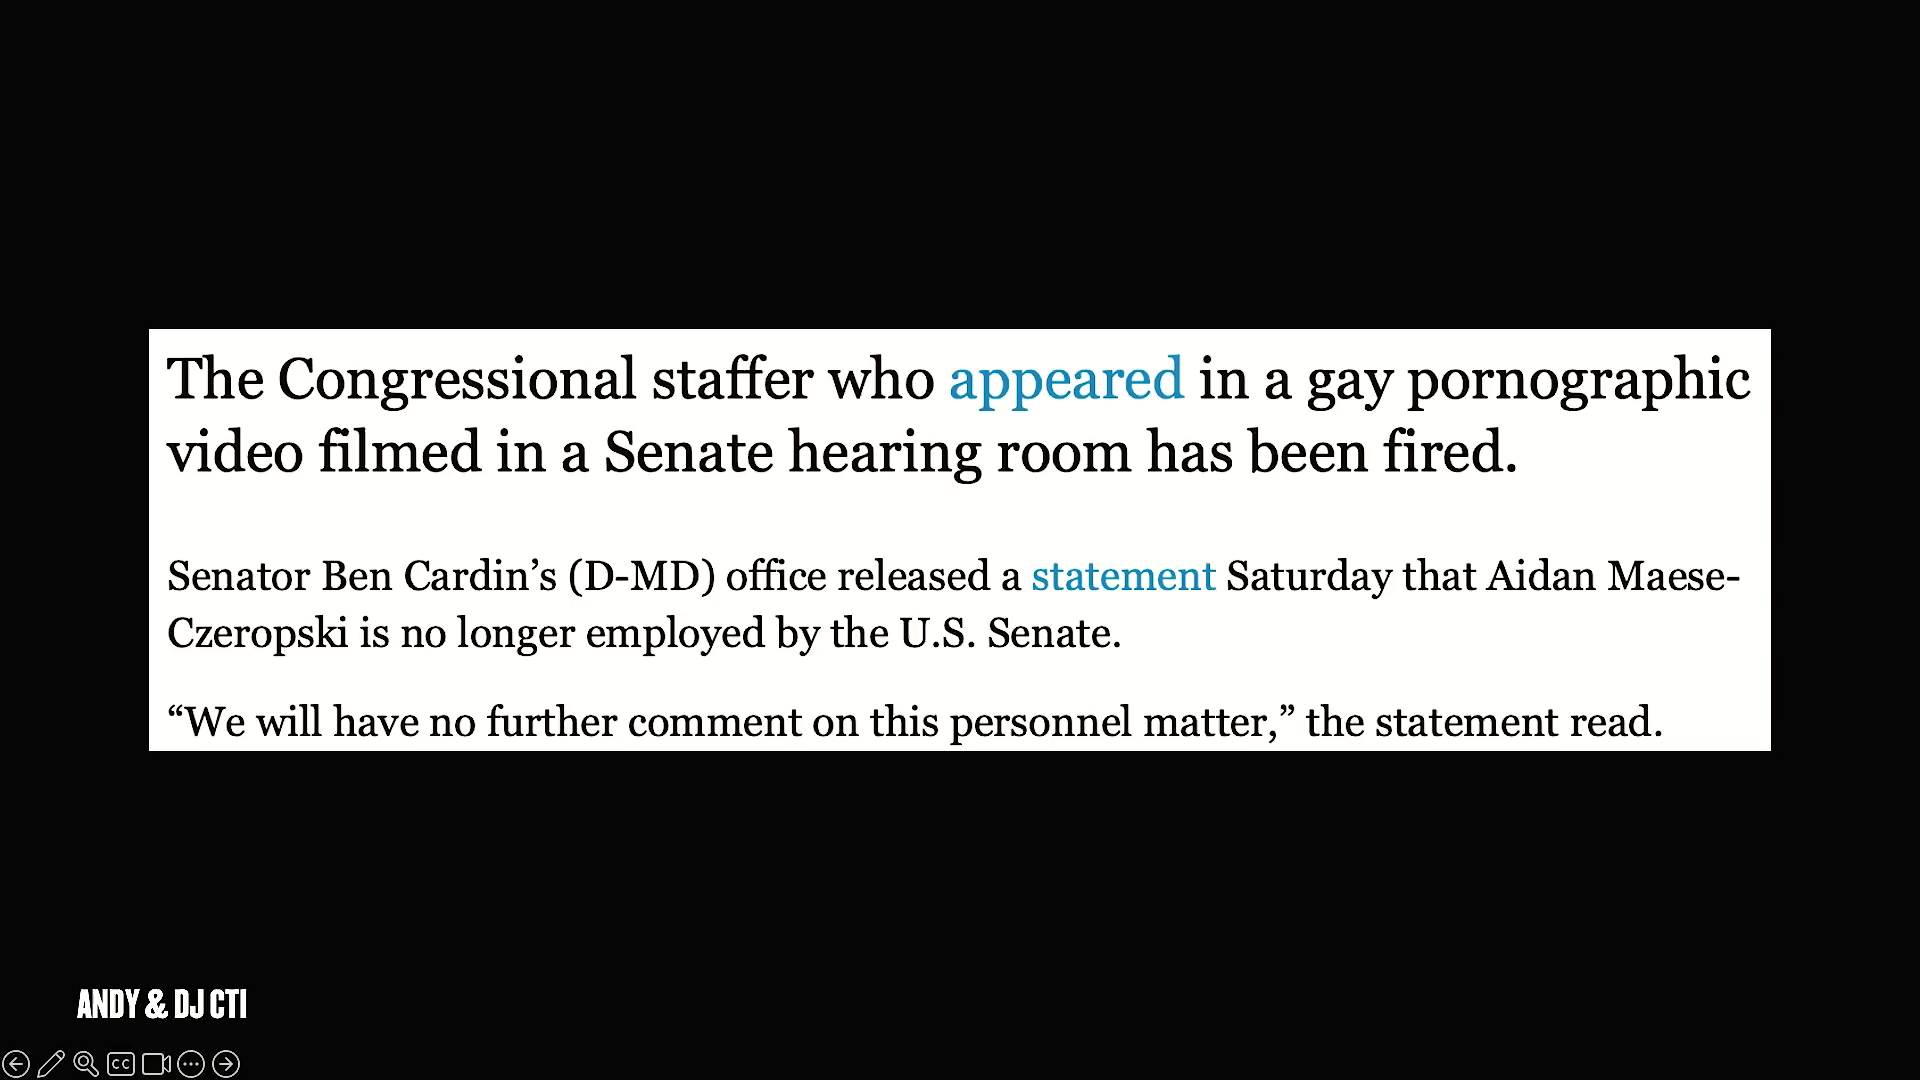 The Congressional staffer who appeared in a gay pornographic
video filmed in a Senate hearing room has been fired.
Senator Ben Cardin’s (D-MD) office released a statement Saturday that Aidan Maese-
Czeropski is no longer employed by the U.S. Senate.
“We will have no further comment on this personnel matter,” the statement read.
ANDY & DJ CTI
CC